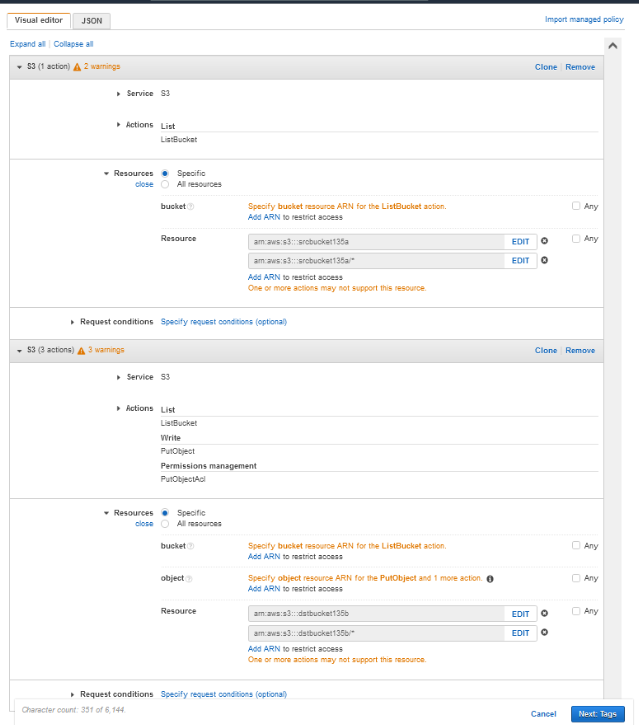 Visual editor
JSON
Import managed policy
Expand all | Collapse all
S3 (1 action) 2 warnings
Clone | Remove
Service S3
Actions List
ListBucket
Resources Specific
close All resources
bucket Specify bucket resource ARN for the ListBucket action. Any
Add ARN to restrict access
Resource arn:aws:s3:::srcbucket135a EDIT Any
arn:aws:s3:::srcbucket135a/* EDIT
Add ARN to restrict access
One or more actions may not support this resource.
Request conditions Specify request conditions (optional)
S3 (3 actions) 3 warnings
Clone | Remove
Service S3
Actions List
ListBucket
Write
PutObject
Permissions management
PutObjectAcl
Resources Specific
close All resources
bucket Specify bucket resource ARN for the ListBucket action. Any
Add ARN to restrict access
object Specify object resource ARN for the PutObject and 1 more action. Any
Add ARN to restrict access
Resource arn:aws:s3:::dstbucket135b EDIT Any
arn:aws:s3:::dstbucket135b/* EDIT
Add ARN to restrict access
One or more actions may not support this resource.
Request conditions Specify request conditions (optional)
Character count: 351 of 6,144.
Cancel Next: Tags